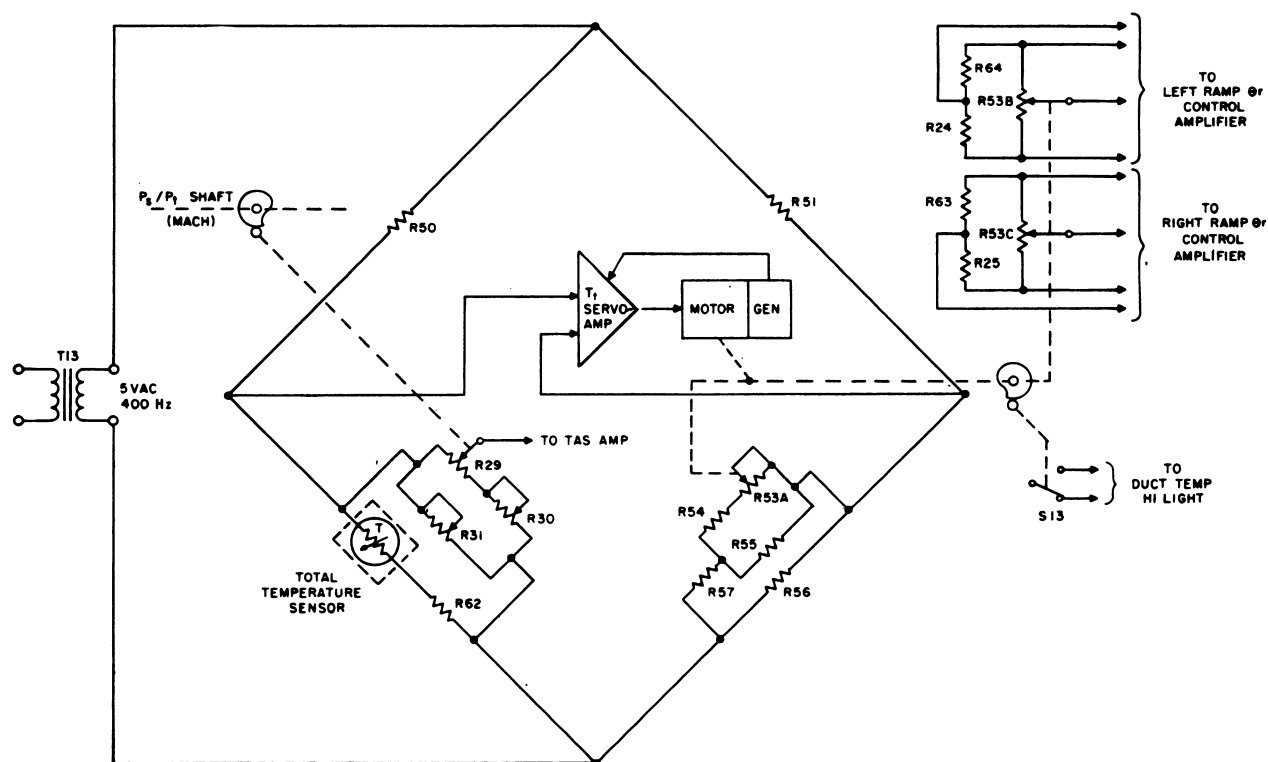 R64
R53B
R24
TO
LEFT RAMP Θr
CONTROL
AMPLIFIER
R63
R53C
R25
TO
RIGHT RAMP Θr
CONTROL
AMPLIFIER
Ps/Pt SHAFT
(MACH)
R50
R51
Tt
SERVO
AMP
MOTOR
GEN
T13
5VAC
400 Hz
TO TAS AMP
R29
R30
R31
T
R62
TOTAL
TEMPERATURE
SENSOR
R53A
R54
R55
R57
R56
TO
DUCT TEMP
HI LIGHT
S13